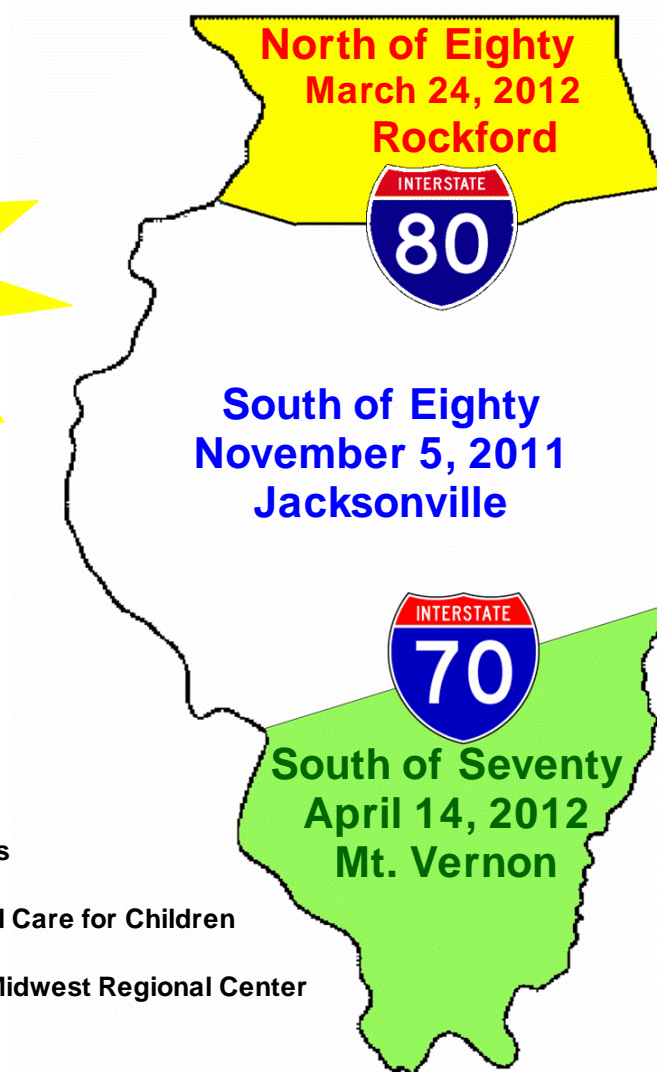 North of Eighty
March 24, 2012
Rockford
INTERSTATE
80
South of Eighty
November 5, 2011
Jacksonville
INTERSTATE
70
South of Seventy
April 14, 2012
Mt. Vernon
Care for Children
Midwest Regional Center